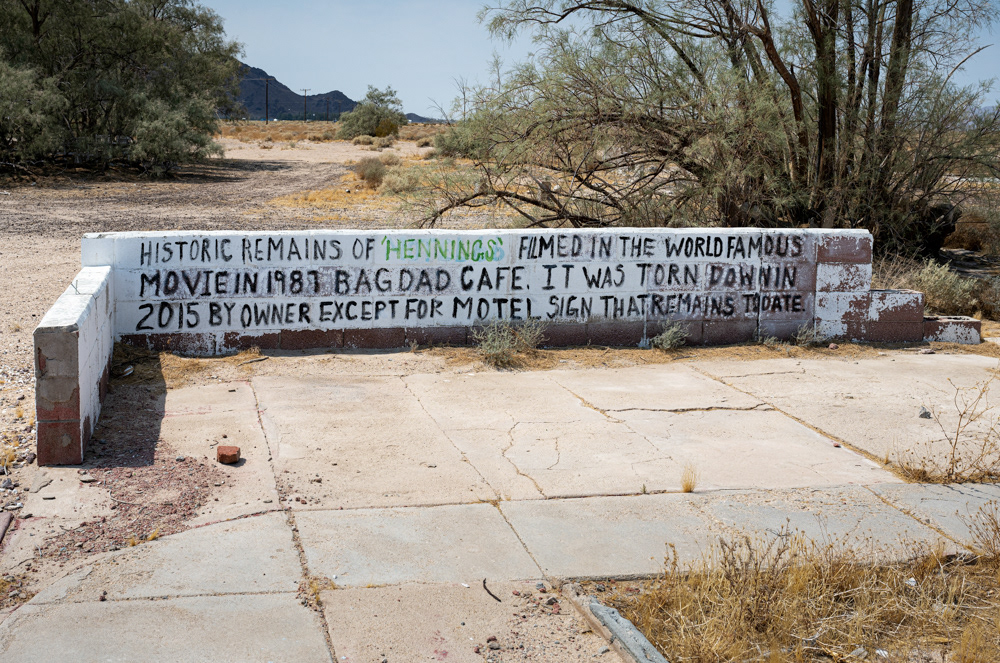 HISTORIC REMAINS OF 'HENNINGS' FILMED IN THE WORLD FAMOUS
MOVIE IN 1987 BAGDAD CAFE. IT WAS TORN DOWN IN
2015 BY OWNER EXCEPT FOR MOTEL SIGN THAT REMAINS TO DATE